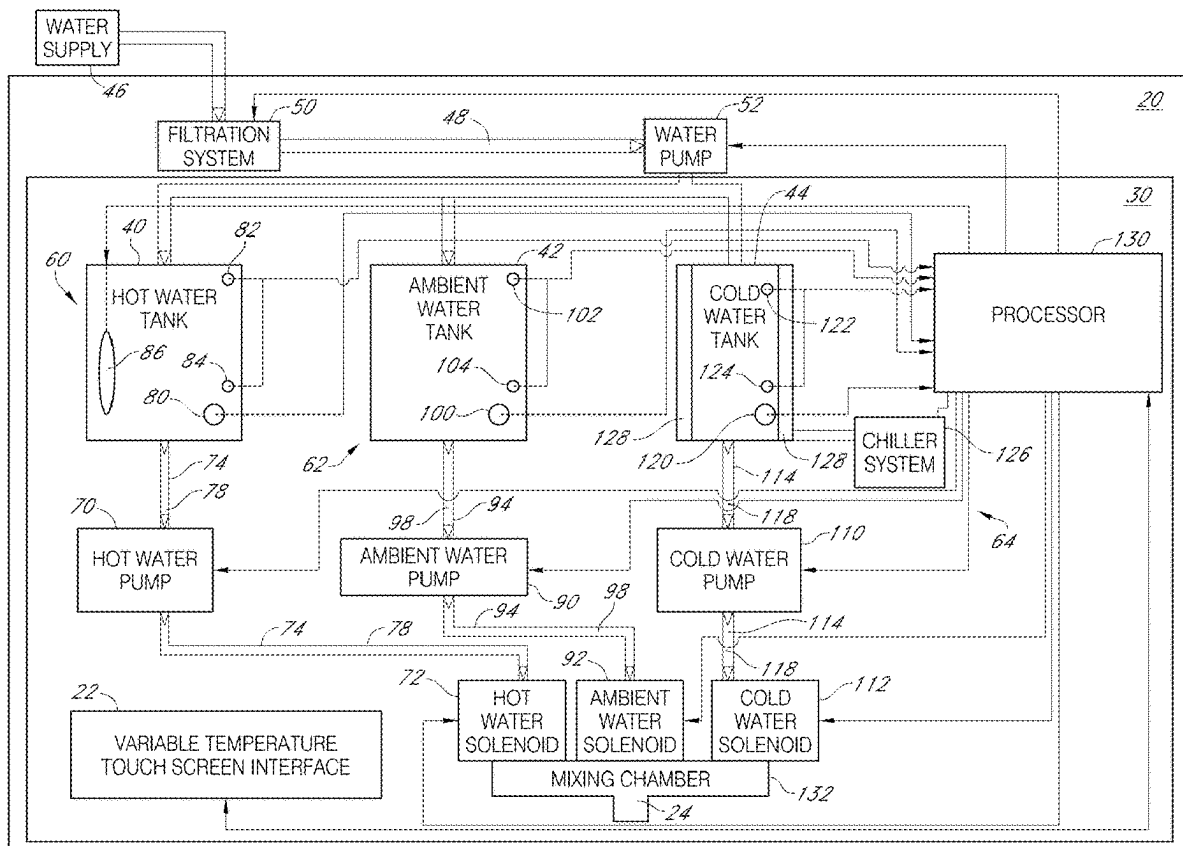 WATER
SUPPLY
46
50
52
20
FILTRATION
SYSTEM
48
WATER
PUMP
44
30
40
82
42
130
60
HOT WATER
TANK
AMBIENT
WATER
TANK
COLD
WATER
TANK
PROCESSOR
102
122
86
84
104
124
80
100
128
120
128
CHILLER
SYSTEM
126
62
74
78
98
94
114
118
64
70
HOT WATER
PUMP
AMBIENT WATER
PUMP
90
COLD WATER
PUMP
110
94
98
74
78
114
118
92
72
HOT
WATER
SOLENOID
AMBIENT
WATER
SOLENOID
COLD
WATER
SOLENOID
112
22
VARIABLE TEMPERATURE
TOUCH SCREEN INTERFACE
MIXING CHAMBER
132
24